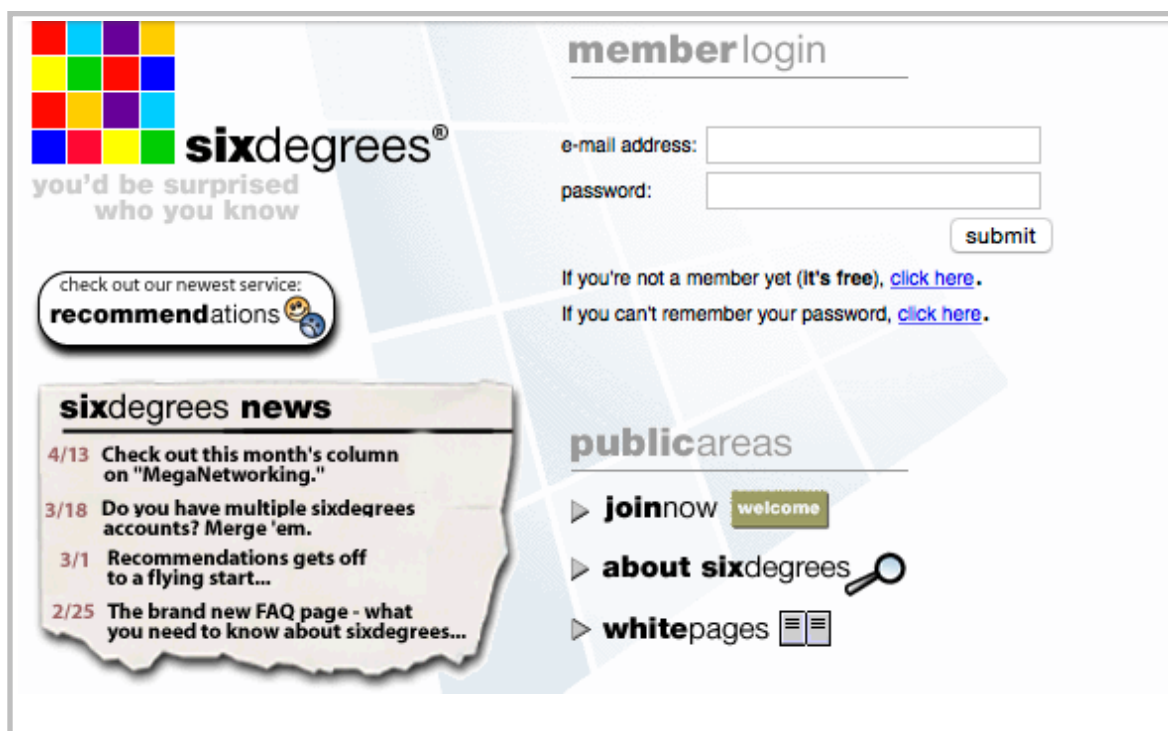 sixdegrees®
you'd be surprised
who you know
check out our newest service:
recommendations
sixdegrees news
4/13 Check out this month's column
on "MegaNetworking."
3/18 Do you have multiple sixdegrees
accounts? Merge 'em.
3/1 Recommendations gets off
to a flying start...
2/25 The brand new FAQ page - what
you need to know about sixdegrees...
memberlogin
e-mail address:
password:
submit
If you're not a member yet (it's free), click here.
If you can't remember your password, click here.
publicareas
joinnow welcome
about sixdegrees
whitepages